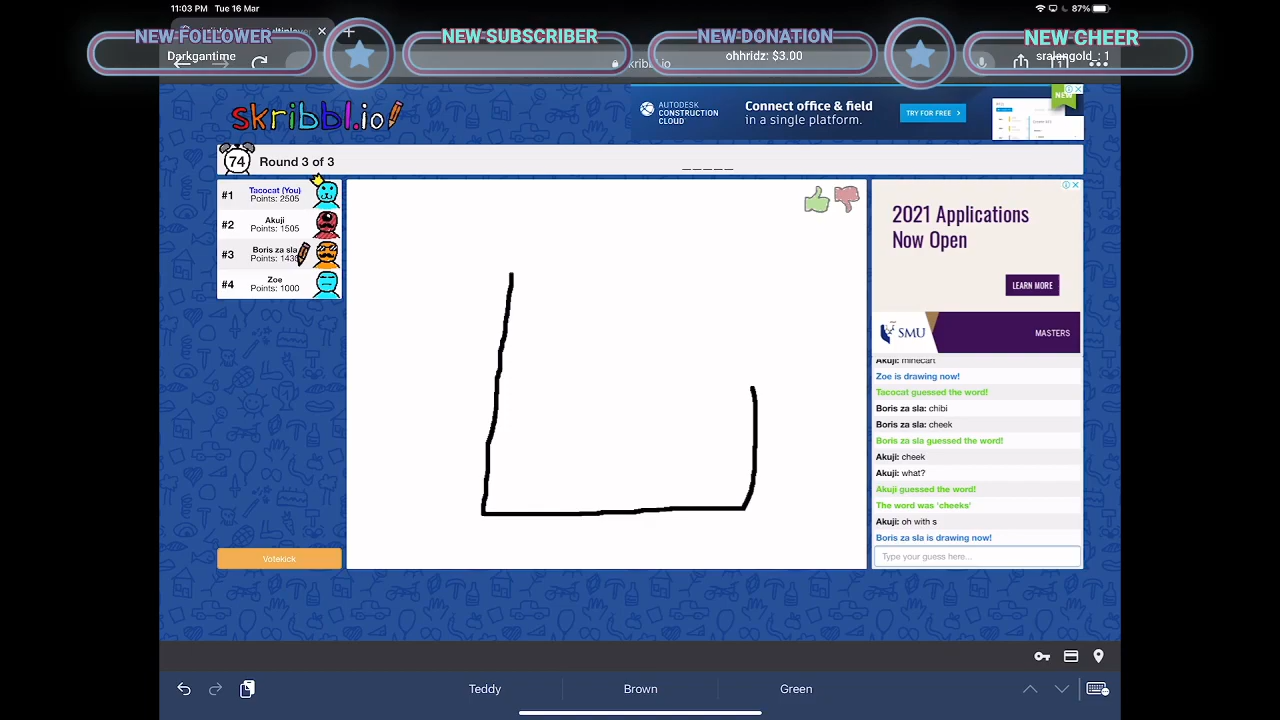 11:03 PM Tue 16 Mar
87%
NEW FOLLOWER
NEW SUBSCRIBER
NEW DONATION
NEW CHEER
Darkgantime
ohhridz: $3.00
skribbl.io
AUTODESK
CONSTRUCTION
CLOUD
Connect office & field
in a single platform.
TRY FOR FREE >
NEW
74
Round 3 of 3
_____
#1 Tacocat (You)
Points: 2505
#2 Akuji
Points: 1505
#3 Boris za sla
Points: 1430
#4 Zoe
Points: 1000
Votekick
2021 Applications
Now Open
LEARN MORE
SMU
MASTERS
Akuji: minecart
Zoe is drawing now!
Tacocat guessed the word!
Boris za sla: chibi
Boris za sla: cheek
Boris za sla guessed the word!
Akuji: cheek
Akuji: what?
Akuji guessed the word!
The word was 'cheeks'
Akuji: oh with s
Boris za sla is drawing now!
Type your guess here...
Teddy
Brown
Green